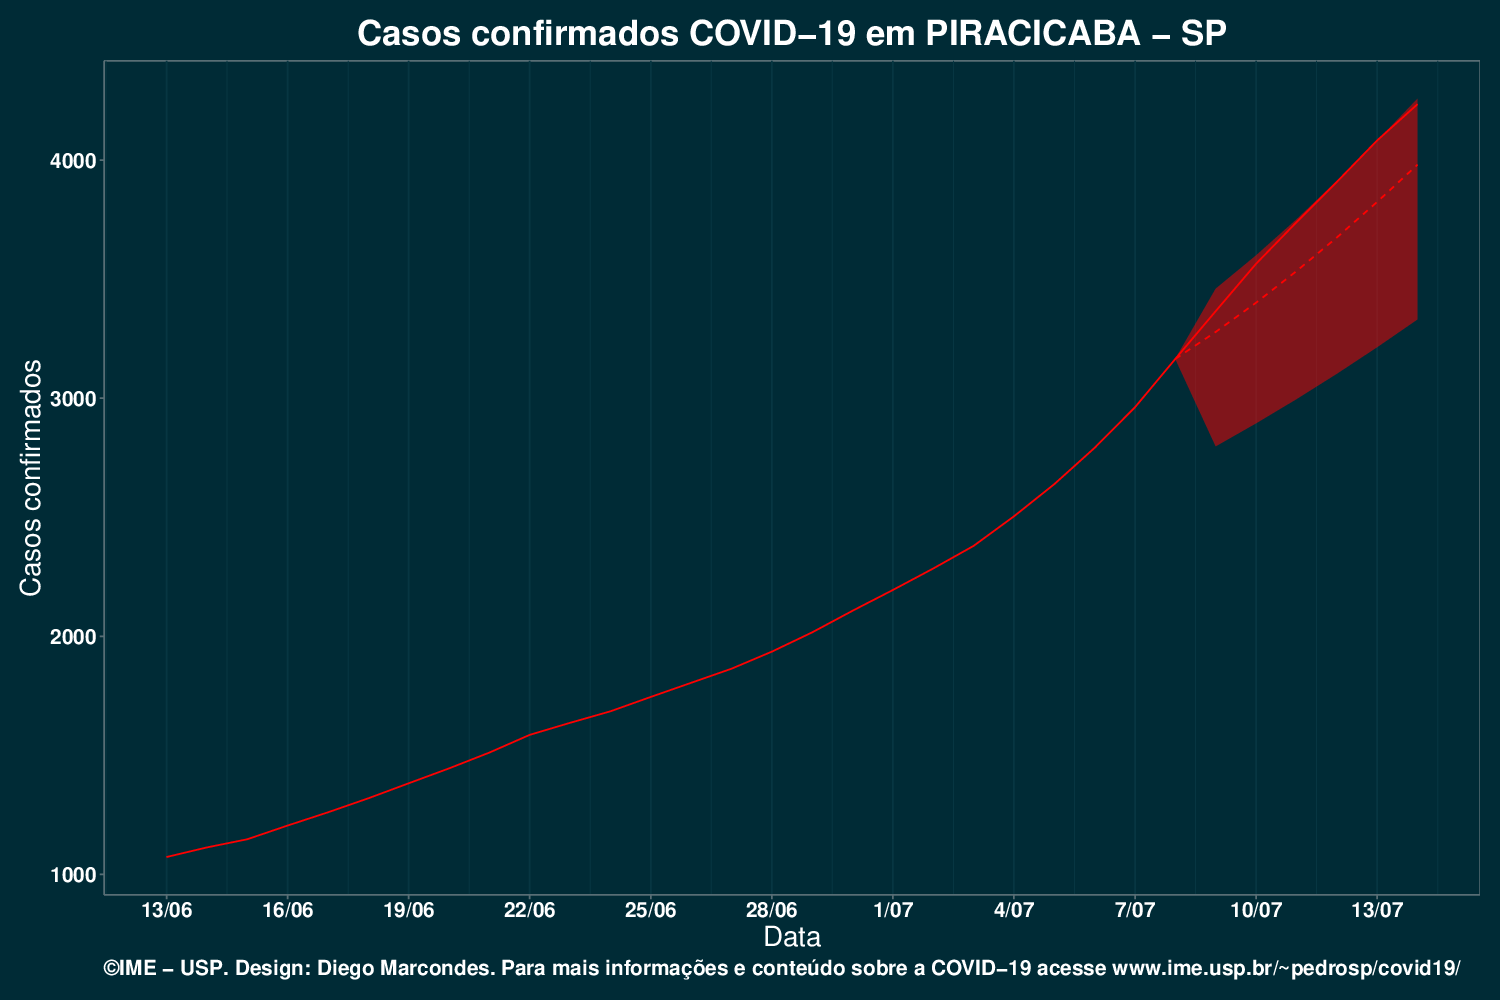 Casos confirmados COVID−19 em PIRACICABA − SP
Casos confirmados
4000
3000
2000
1000
13/06 16/06 19/06 22/06 25/06 28/06 1/07 4/07 7/07 10/07 13/07
Data
©IME − USP. Design: Diego Marcondes. Para mais informações e conteúdo sobre a COVID−19 acesse www.ime.usp.br/~pedrosp/covid19/